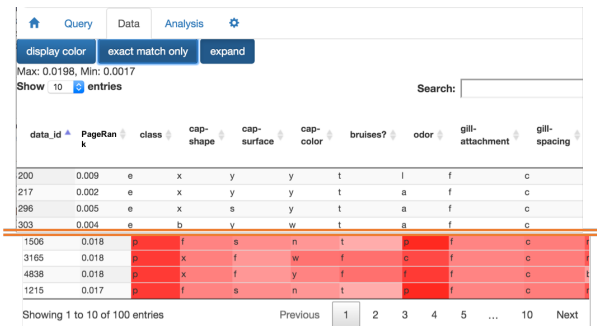 Query Data Analysis
display color exact match only expand
Max: 0.0198, Min: 0.0017
Show 10 entries
Search:
data_id PageRank class cap-shape cap-surface cap-color bruises? odor gill-attachment gill-spacing
200 0.009 e x y y t l f c
217 0.002 e x y y t a f c
296 0.005 e x s y t a f c
303 0.004 e b y w t a f c
1506 0.018 p f s n t p f c
3165 0.018 p x f w f c f c
4838 0.018 p x f y f f f c
1215 0.017 p f s n t p f c
Showing 1 to 10 of 100 entries Previous 1 2 3 4 5 ... 10 Next